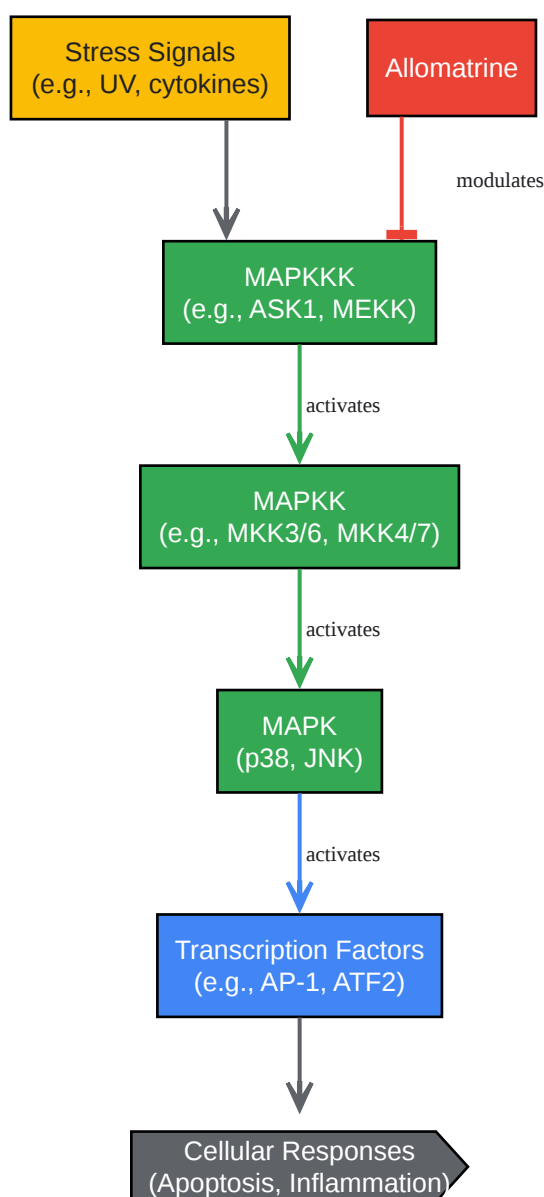 Stress Signals
(e.g., UV, cytokines)
Allomatrine
modulates
MAPKKK
(e.g., ASK1, MEKK)
activates
MAPKK
(e.g., MKK3/6, MKK4/7)
activates
MAPK
(p38, JNK)
activates
Transcription Factors
(e.g., AP-1, ATF2)
Cellular Responses
(Apoptosis, Inflammation)